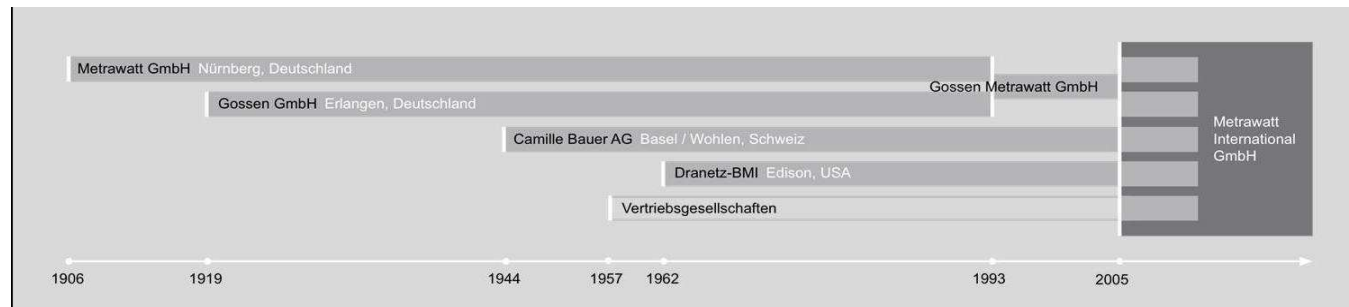 Metrawatt GmbH Nürnberg, Deutschland
Gossen Metrawatt GmbH
Gossen GmbH Erlangen, Deutschland
Camille Bauer AG Basel / Wohlen, Schweiz
Metrawatt
International
GmbH
Dranetz-BMI Edison, USA
Vertriebsgesellschaften
1906 1919 1944 1957 1962 1993 2005